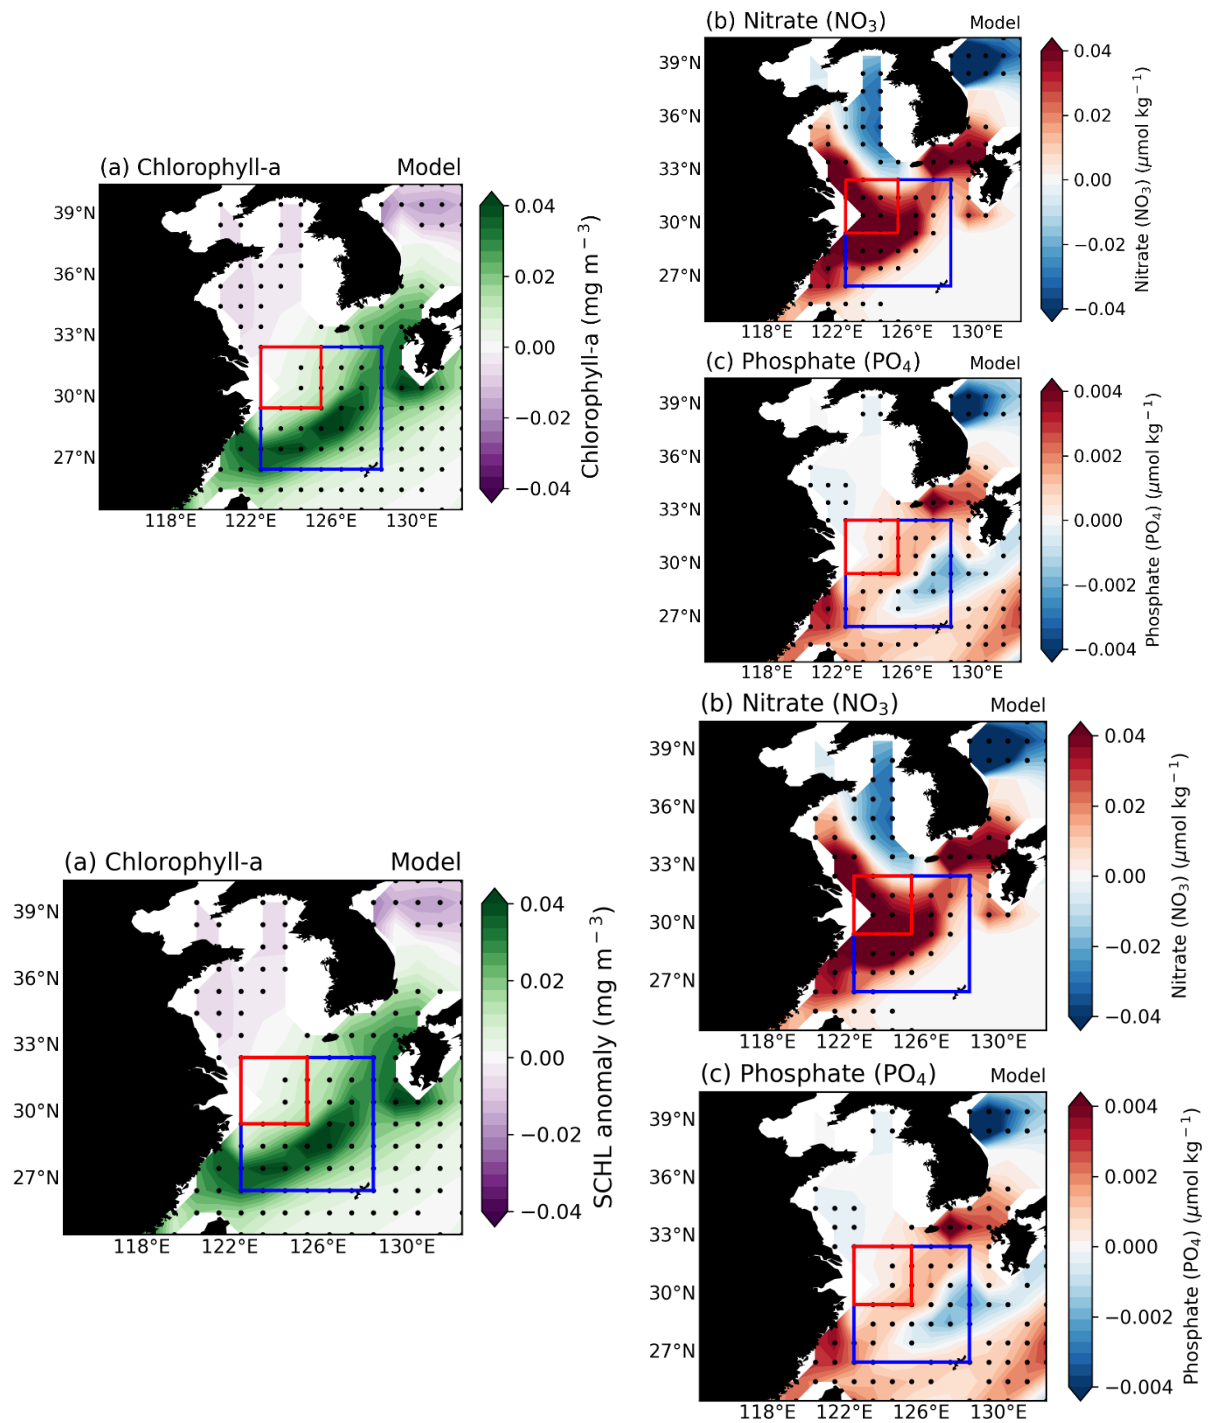 (a) Chlorophyll-a Model
39°N
36°N
33°N
30°N
27°N
118°E 122°E 126°E 130°E
0.04
0.02
0.00
−0.02
−0.04
Chlorophyll-a (mg m⁻³)
(b) Nitrate (NO₃) Model
39°N
36°N
33°N
30°N
27°N
118°E 122°E 126°E 130°E
0.04
0.02
0.00
−0.02
−0.04
Nitrate (NO₃) (μmol kg⁻¹)
(c) Phosphate (PO₄) Model
39°N
36°N
33°N
30°N
27°N
118°E 122°E 126°E 130°E
0.004
0.002
0.000
−0.002
−0.004
Phosphate (PO₄) (μmol kg⁻¹)
(a) Chlorophyll-a Model
39°N
36°N
33°N
30°N
27°N
118°E 122°E 126°E 130°E
0.04
0.02
0.00
−0.02
−0.04
SCHL anomaly (mg m⁻³)
(b) Nitrate (NO₃) Model
39°N
36°N
33°N
30°N
27°N
118°E 122°E 126°E 130°E
0.04
0.02
0.00
−0.02
−0.04
Nitrate (NO₃) (μmol kg⁻¹)
(c) Phosphate (PO₄) Model
39°N
36°N
33°N
30°N
27°N
118°E 122°E 126°E 130°E
0.004
0.002
0.000
−0.002
−0.004
Phosphate (PO₄) (μmol kg⁻¹)